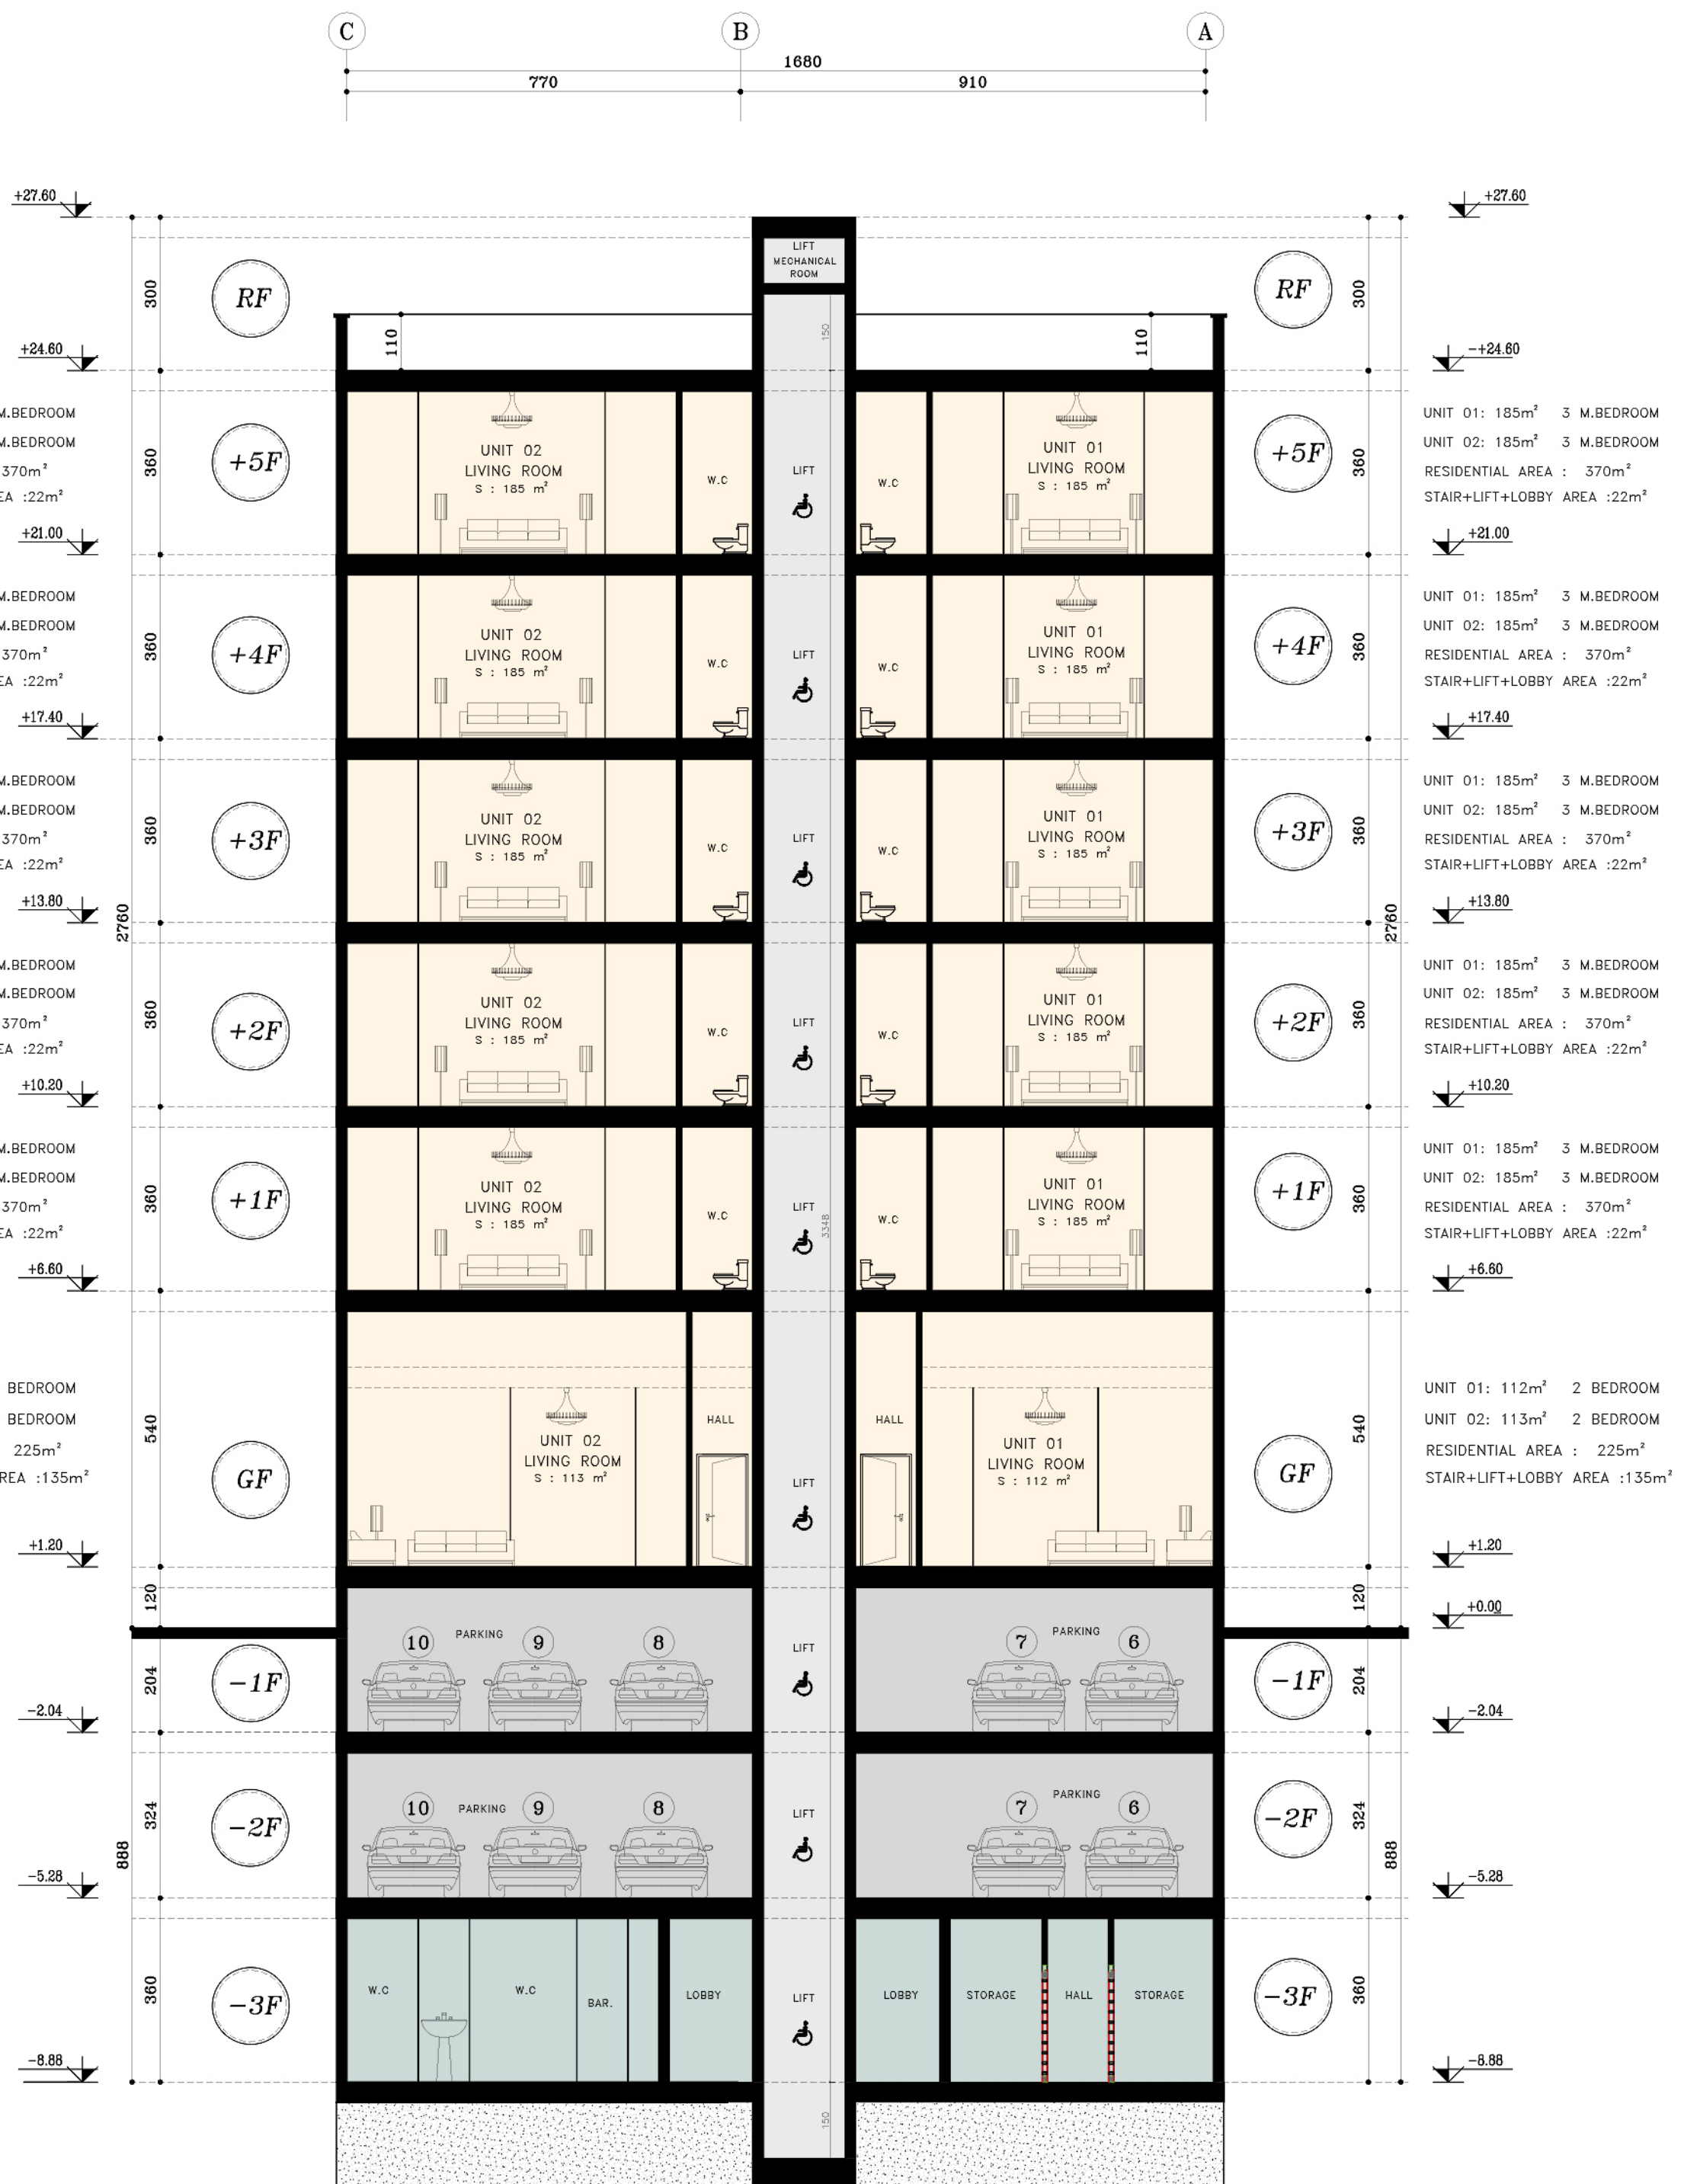 C B A
1680
770 910
+27.60 +27.60
LIFT
MECHANICAL
ROOM
300 RF RF 300
150
110 110
+24.60 -+24.60
M.BEDROOM UNIT 01: 185m² 3 M.BEDROOM
M.BEDROOM UNIT 02: 185m² 3 M.BEDROOM
370m² RESIDENTIAL AREA : 370m²
EA :22m² STAIR+LIFT+LOBBY AREA :22m²
360 +5F +5F 360
UNIT 02 UNIT 01
LIVING ROOM LIVING ROOM
S : 185 m² S : 185 m²
W.C LIFT W.C
+21.00 +21.00
M.BEDROOM UNIT 01: 185m² 3 M.BEDROOM
M.BEDROOM UNIT 02: 185m² 3 M.BEDROOM
370m² RESIDENTIAL AREA : 370m²
EA :22m² STAIR+LIFT+LOBBY AREA :22m²
360 +4F +4F 360
UNIT 02 UNIT 01
LIVING ROOM LIVING ROOM
S : 185 m² S : 185 m²
W.C LIFT W.C
+17.40 +17.40
M.BEDROOM UNIT 01: 185m² 3 M.BEDROOM
M.BEDROOM UNIT 02: 185m² 3 M.BEDROOM
370m² RESIDENTIAL AREA : 370m²
EA :22m² STAIR+LIFT+LOBBY AREA :22m²
360 +3F +3F 360
UNIT 02 UNIT 01
LIVING ROOM LIVING ROOM
S : 185 m² S : 185 m²
W.C LIFT W.C
+13.80 +13.80
2760 2760
M.BEDROOM UNIT 01: 185m² 3 M.BEDROOM
M.BEDROOM UNIT 02: 185m² 3 M.BEDROOM
370m² RESIDENTIAL AREA : 370m²
EA :22m² STAIR+LIFT+LOBBY AREA :22m²
360 +2F +2F 360
UNIT 02 UNIT 01
LIVING ROOM LIVING ROOM
S : 185 m² S : 185 m²
W.C LIFT W.C
+10.20 +10.20
M.BEDROOM UNIT 01: 185m² 3 M.BEDROOM
M.BEDROOM UNIT 02: 185m² 3 M.BEDROOM
370m² RESIDENTIAL AREA : 370m²
EA :22m² STAIR+LIFT+LOBBY AREA :22m²
360 +1F +1F 360
UNIT 02 UNIT 01
LIVING ROOM LIVING ROOM
S : 185 m² S : 185 m²
W.C LIFT W.C
3348
+6.60 +6.60
BEDROOM UNIT 01: 112m² 2 BEDROOM
BEDROOM UNIT 02: 113m² 2 BEDROOM
225m² RESIDENTIAL AREA : 225m²
REA :135m² STAIR+LIFT+LOBBY AREA :135m²
540 GF GF 540
HALL HALL
UNIT 02 UNIT 01
LIVING ROOM LIVING ROOM
S : 113 m² S : 112 m²
LIFT
+1.20 +1.20
120 120
+0.00
10 PARKING 9 8 LIFT 7 PARKING 6
204 -1F -1F 204
-2.04 -2.04
10 PARKING 9 8 LIFT 7 PARKING 6
324 -2F -2F 324
888 888
-5.28 -5.28
360 -3F -3F 360
W.C W.C BAR. LOBBY LIFT LOBBY STORAGE HALL STORAGE
-8.88 -8.88
150